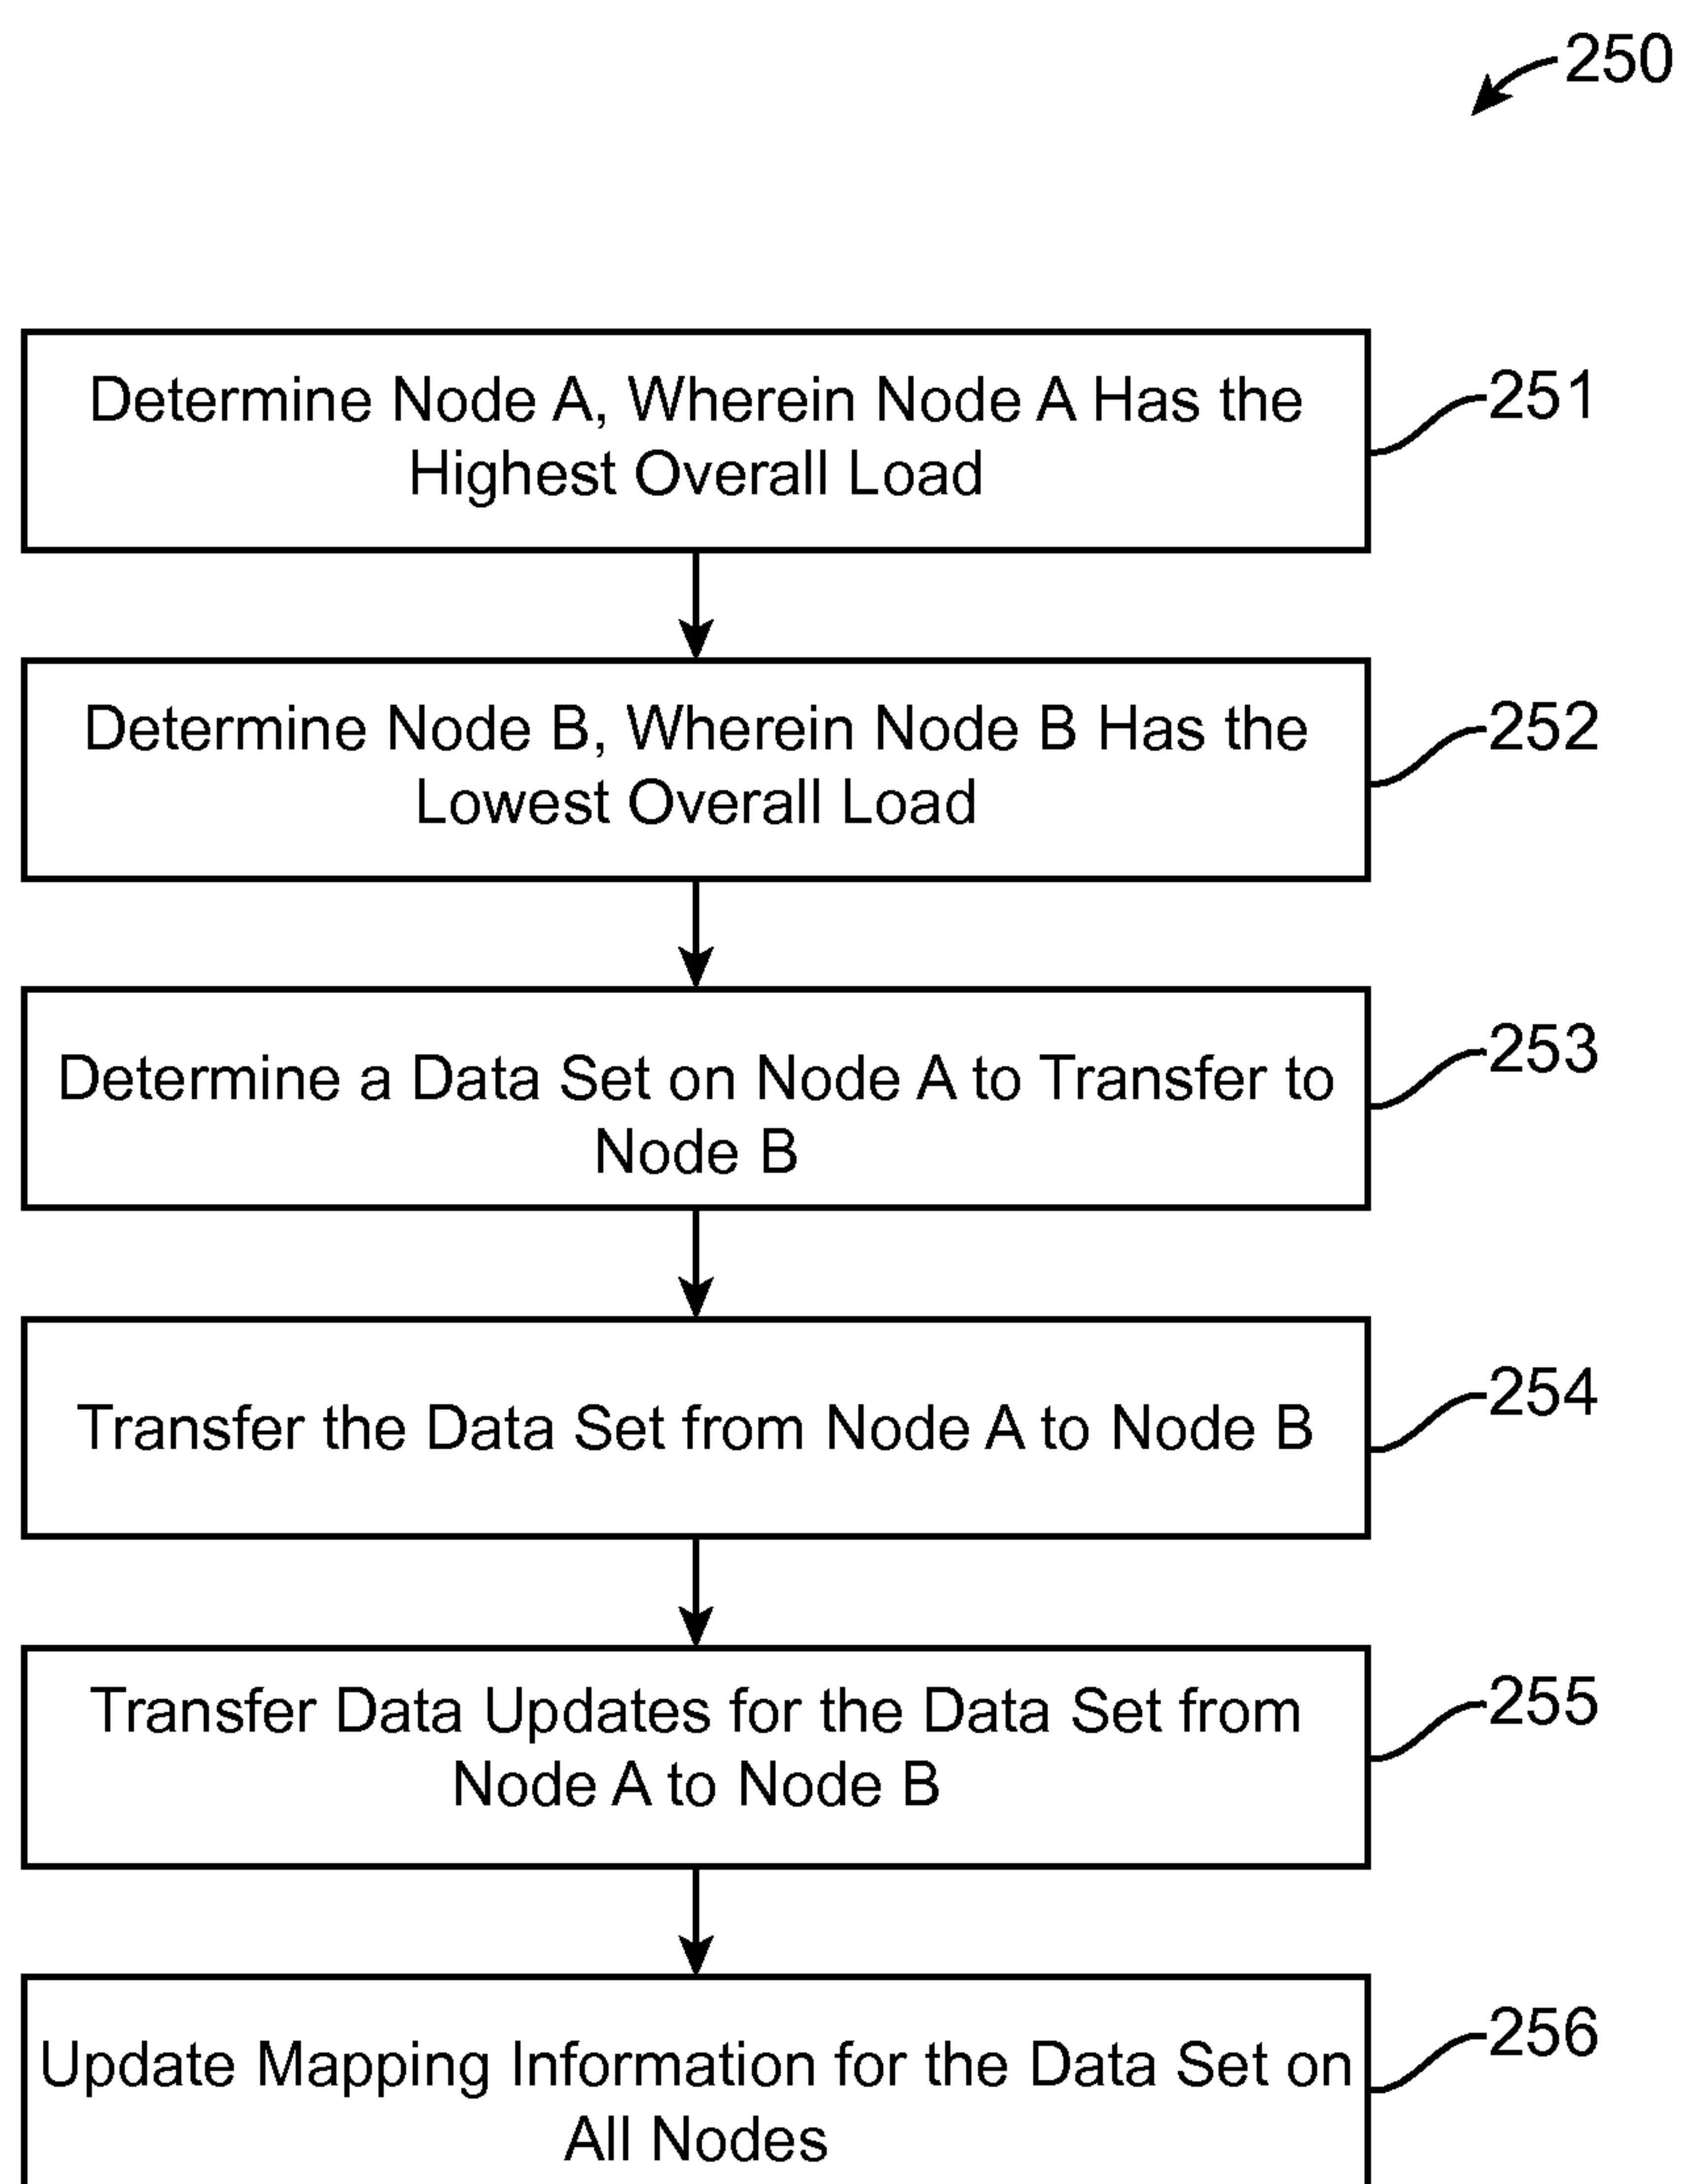 250
Determine Node A, Wherein Node A Has the
Highest Overall Load
251
Determine Node B, Wherein Node B Has the
Lowest Overall Load
252
Determine a Data Set on Node A to Transfer to
Node B
253
Transfer the Data Set from Node A to Node B
254
Transfer Data Updates for the Data Set from
Node A to Node B
255
Update Mapping Information for the Data Set on
All Nodes
256